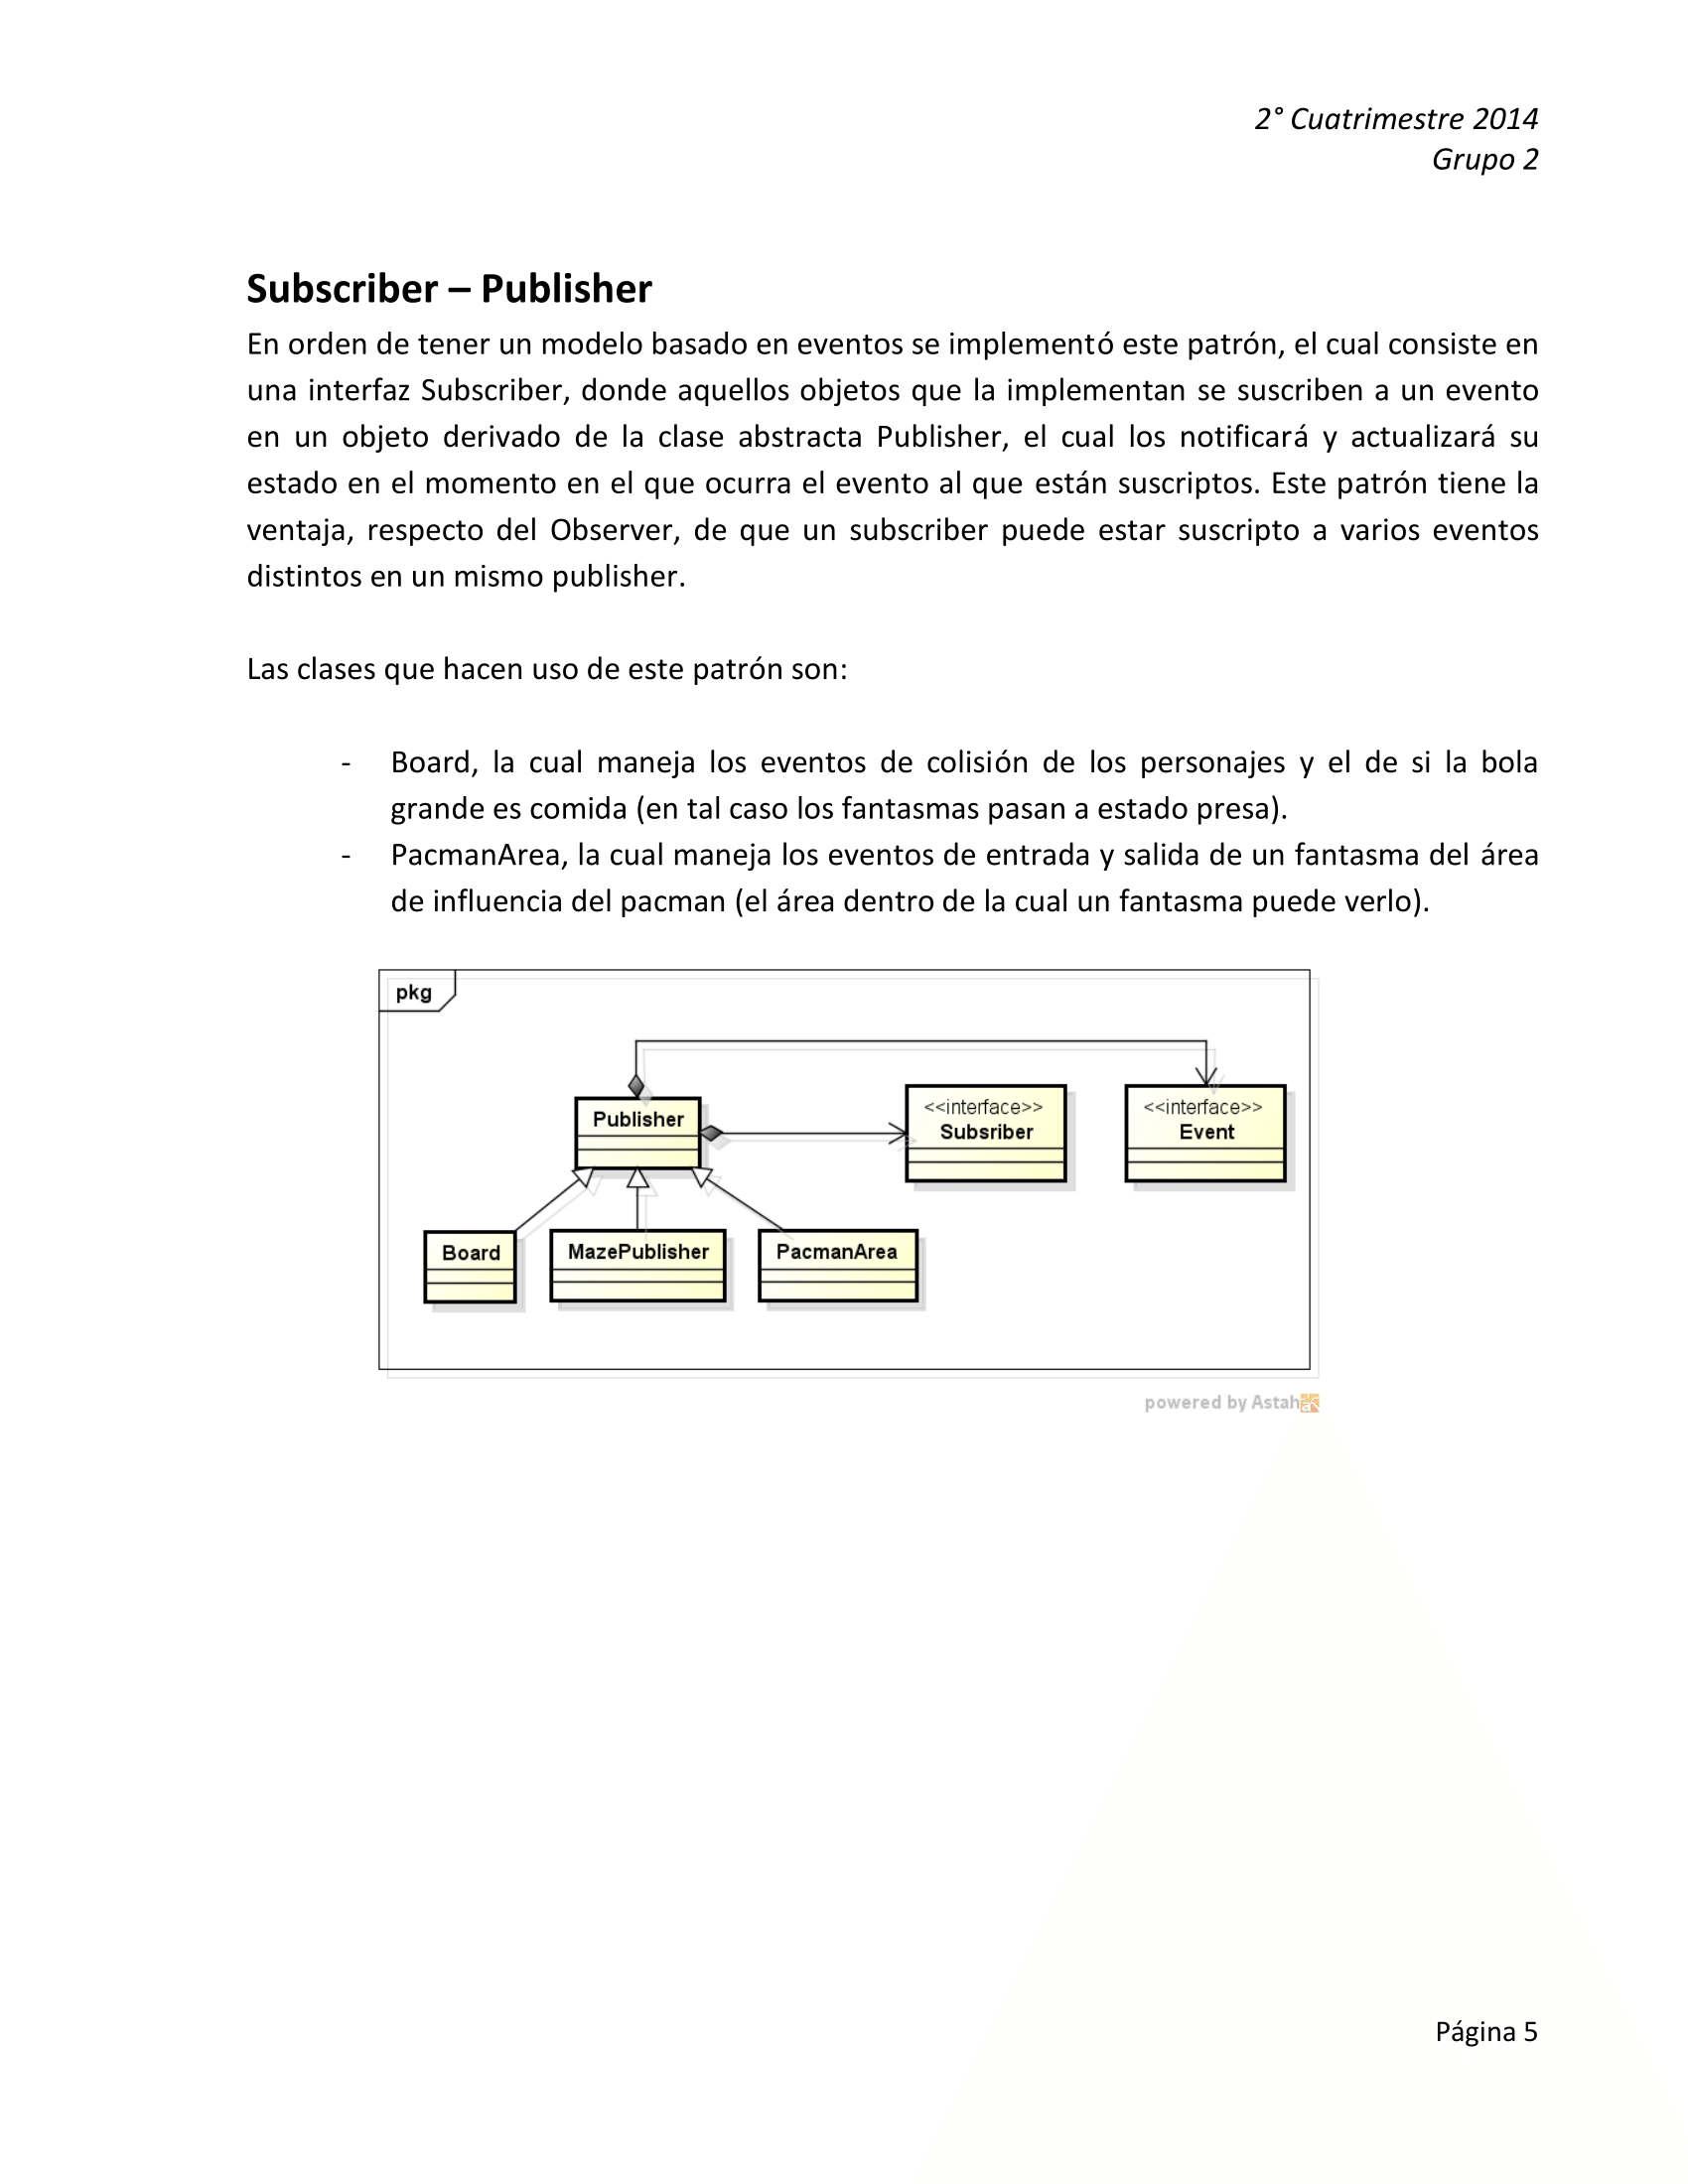 2° Cuatrimestre 2014
Grupo 2
Subscriber – Publisher
En orden de tener un modelo basado en eventos se implementó este patrón, el cual consiste en
una interfaz Subscriber, donde aquellos objetos que la implementan se suscriben a un evento
en un objeto derivado de la clase abstracta Publisher, el cual los notificará y actualizará su
estado en el momento en el que ocurra el evento al que están suscriptos. Este patrón tiene la
ventaja, respecto del Observer, de que un subscriber puede estar suscripto a varios eventos
distintos en un mismo publisher.
Las clases que hacen uso de este patrón son:
- Board, la cual maneja los eventos de colisión de los personajes y el de si la bola
grande es comida (en tal caso los fantasmas pasan a estado presa).
- PacmanArea, la cual maneja los eventos de entrada y salida de un fantasma del área
de influencia del pacman (el área dentro de la cual un fantasma puede verlo).
pkg
Publisher
<<interface>>
Subsriber
<<interface>>
Event
Board
MazePublisher
PacmanArea
powered by Astah
Página 5